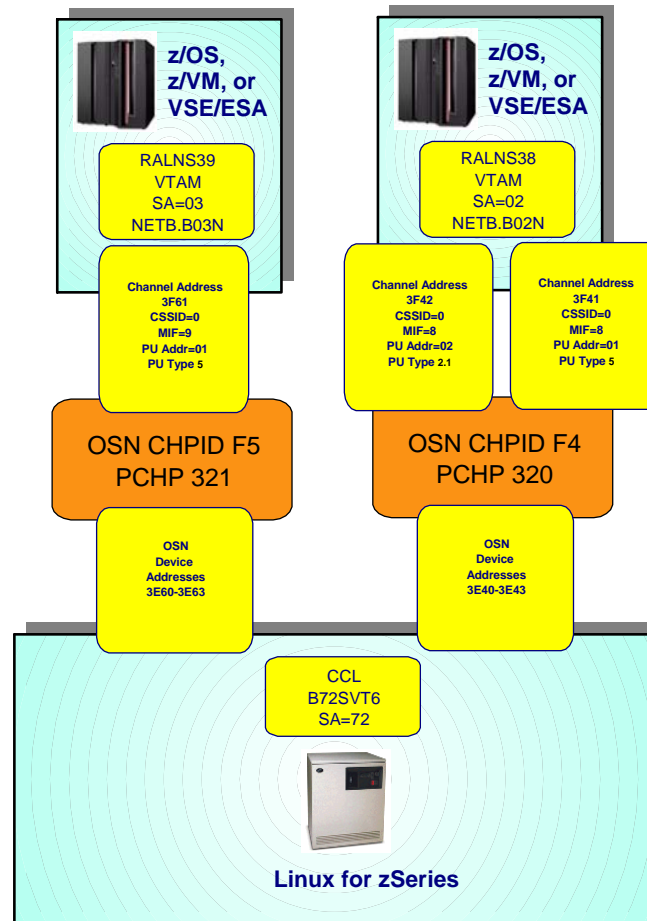 z/OS,
z/VM, or
VSE/ESA
RALNS39
VTAM
SA=03
NETB.B03N
Channel Address
3F61
CSSID=0
MIF=9
PU Addr=01
PU Type 5
OSN CHPID F5
PCHP 321
OSN
Device
Addresses
3E60-3E63
z/OS,
z/VM, or
VSE/ESA
RALNS38
VTAM
SA=02
NETB.B02N
Channel Address
3F42
CSSID=0
MIF=8
PU Addr=02
PU Type 2.1
Channel Address
3F41
CSSID=0
MIF=8
PU Addr=01
PU Type 5
OSN CHPID F4
PCHP 320
OSN
Device
Addresses
3E40-3E43
CCL
B72SVT6
SA=72
Linux for zSeries